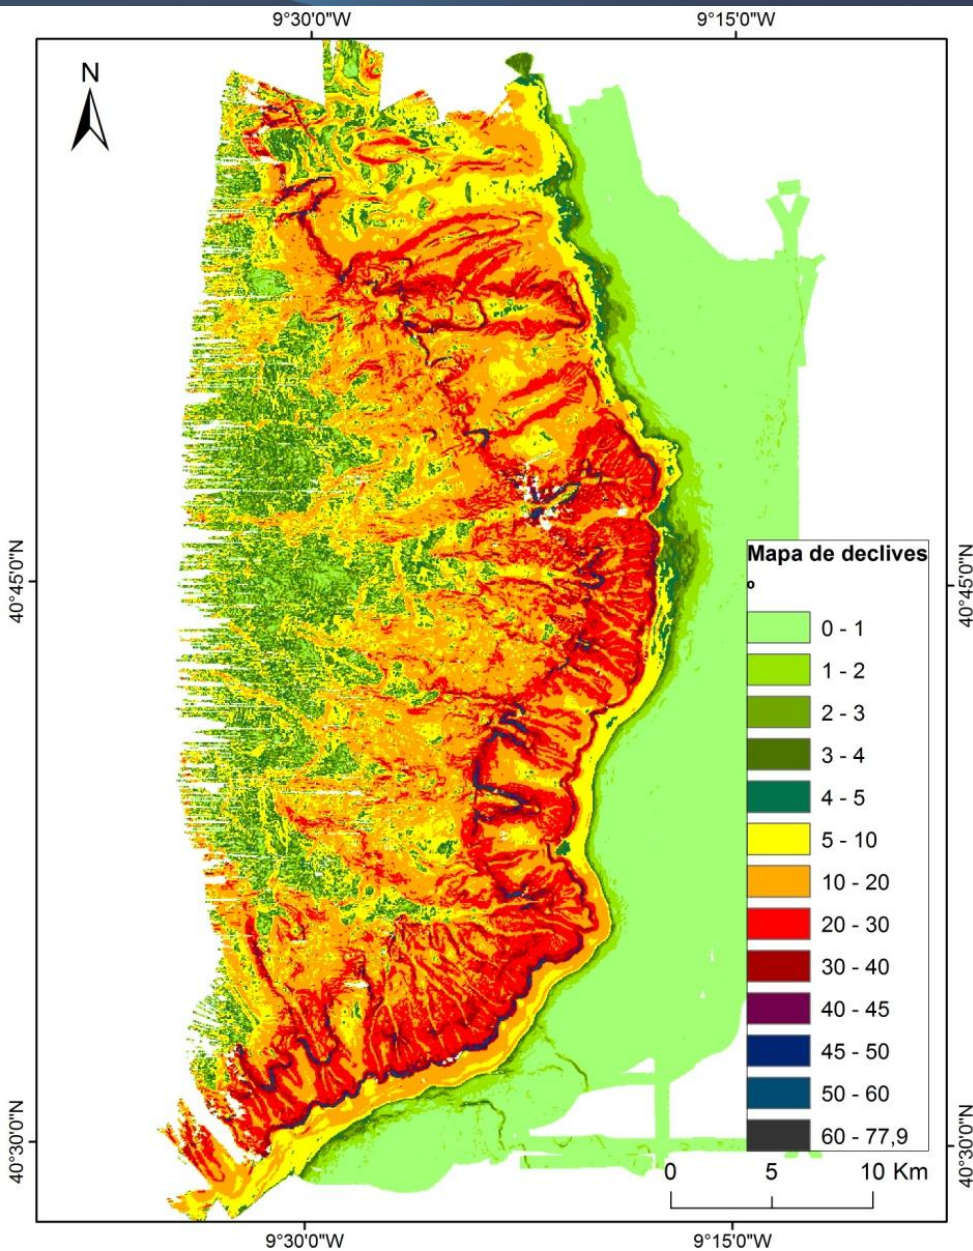 9°30'0"W 9°15'0"W
N
40°45'0"N 40°45'0"N
Mapa de declives
º
0 - 1
1 - 2
2 - 3
3 - 4
4 - 5
5 - 10
10 - 20
20 - 30
30 - 40
40 - 45
45 - 50
50 - 60
60 - 77,9
40°30'0"N 40°30'0"N
0 5 10 Km
9°30'0"W 9°15'0"W